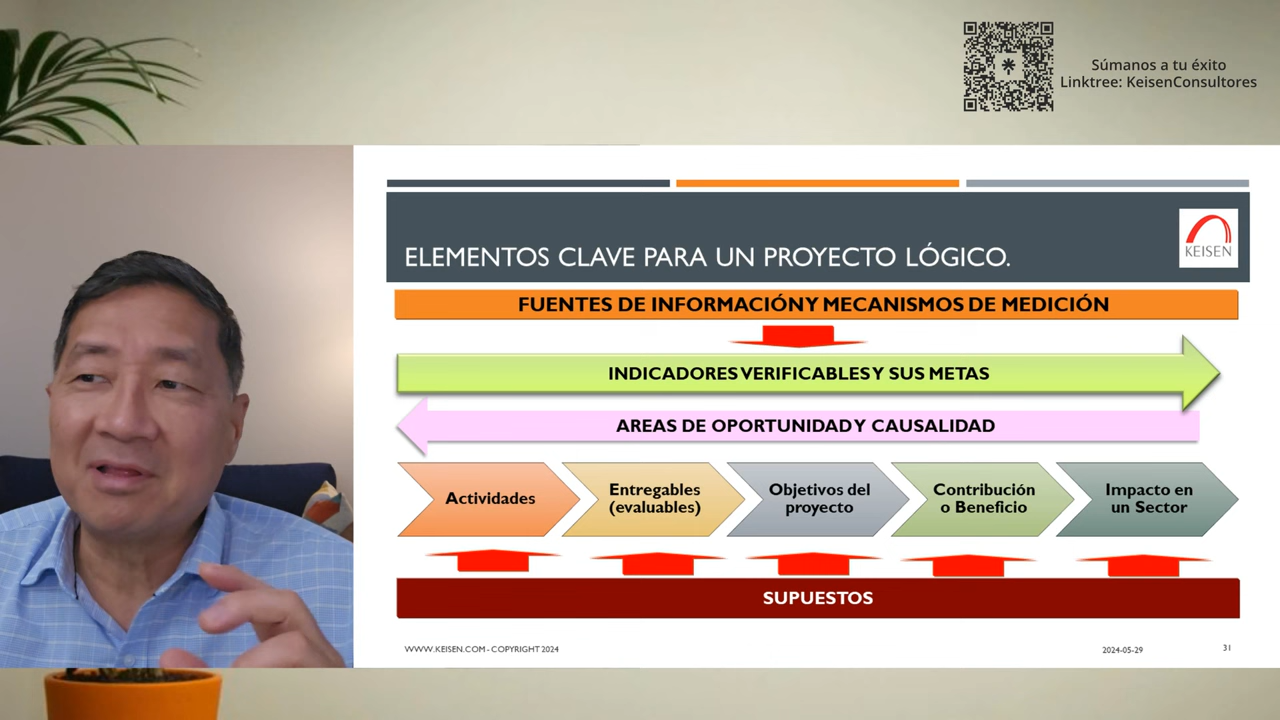 Súmanos a tu éxito
Linktree: KeisenConsultores
ELEMENTOS CLAVE PARA UN PROYECTO LÓGICO.
KEISEN
FUENTES DE INFORMACIÓN Y MECANISMOS DE MEDICIÓN
INDICADORES VERIFICABLES Y SUS METAS
AREAS DE OPORTUNIDAD Y CAUSALIDAD
Actividades
Entregables
(evaluables)
Objetivos del
proyecto
Contribución
o Beneficio
Impacto en
un Sector
SUPUESTOS
WWW.KEISEN.COM - COPYRIGHT 2024
2024-05-29
31